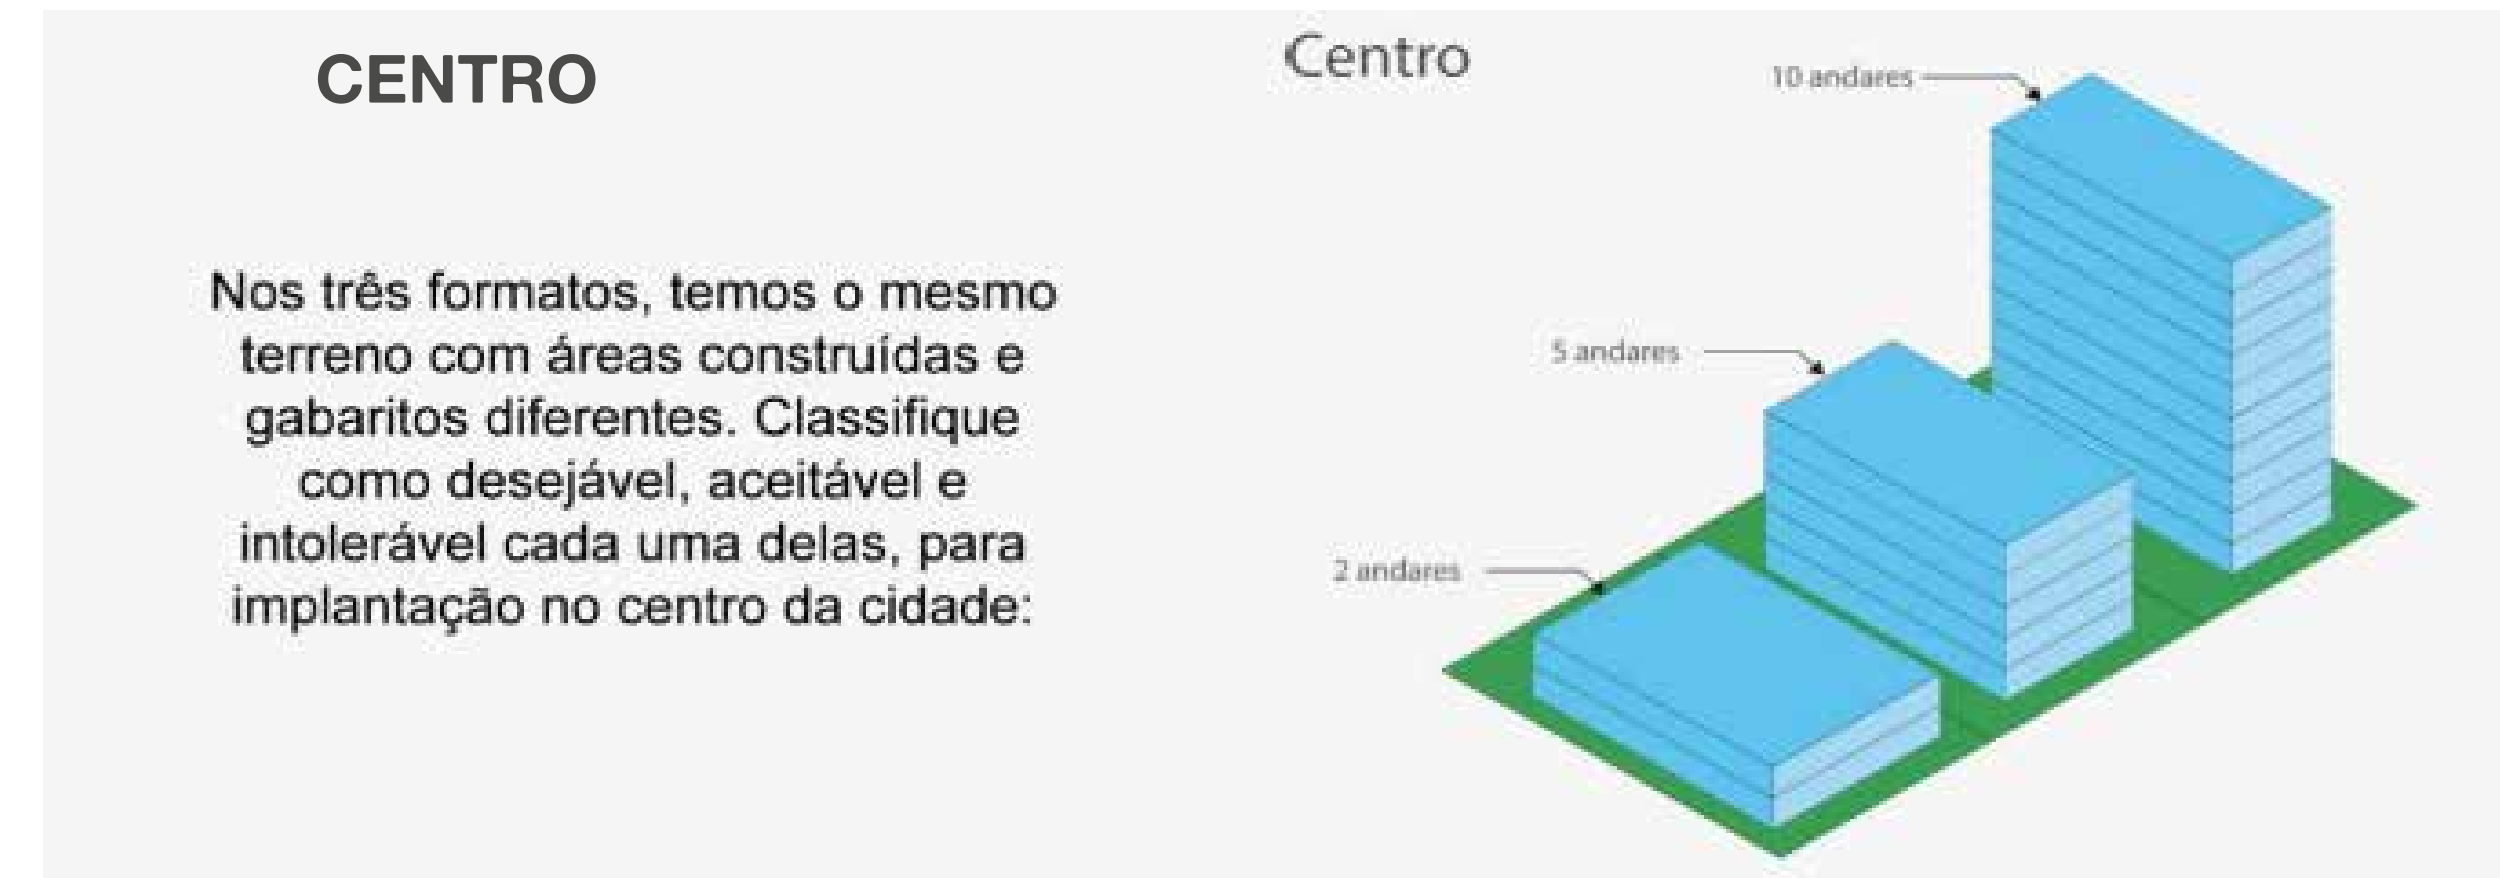 CENTRO
Nos três formatos, temos o mesmo
terreno com áreas construídas e
gabaritos diferentes. Classifique
como desejável, aceitável e
intolerável cada uma delas, para
implantação no centro da cidade:
Centro
10 andares
5 andares
2 andares